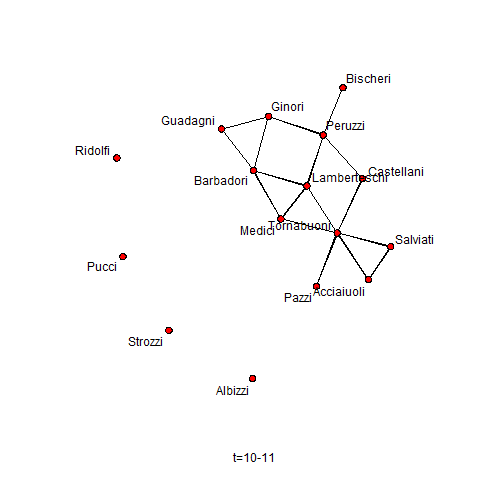 Bischeri
Ginori
Guadagni
Peruzzi
Ridolfi
Castellani
Lamberteschi
Barbadori
Tornabuoni
Medici
Salviati
Pucci
Acciaiuoli
Pazzi
Strozzi
Albizzi
t=10-11